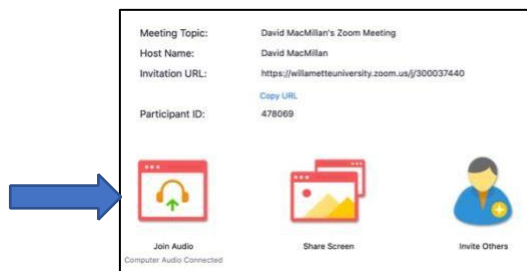 Meeting Topic: David MacMillan's Zoom Meeting
Host Name: David MacMillan
Invitation URL: https://willametteuniversity.zoom.us/j/300037440
Copy URL
Participant ID: 478069
Join Audio Share Screen Invite Others
Computer Audio Connected